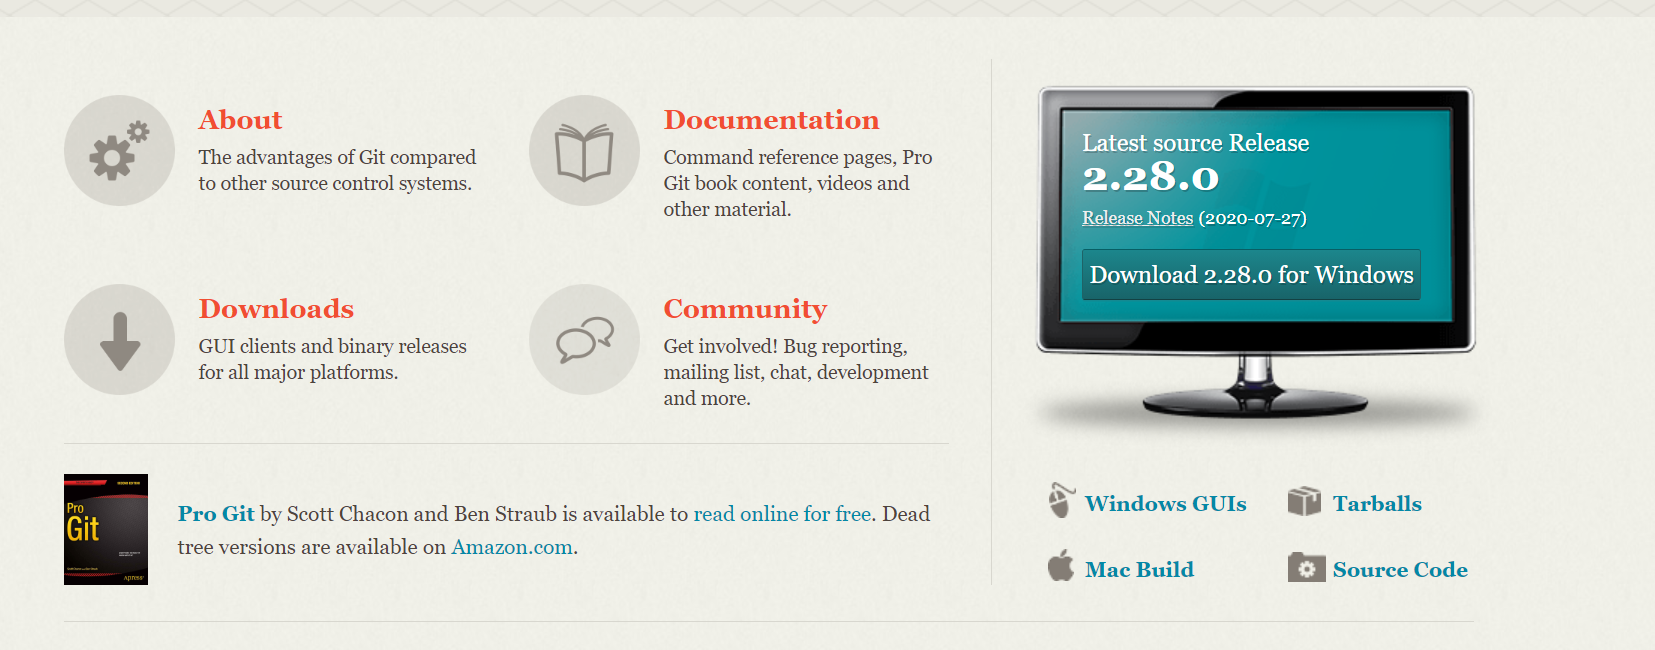 About
The advantages of Git compared
to other source control systems.
Documentation
Command reference pages, Pro
Git book content, videos and
other material.
Downloads
GUI clients and binary releases
for all major platforms.
Community
Get involved! Bug reporting,
mailing list, chat, development
and more.
Pro
Git
Apress
Pro Git by Scott Chacon and Ben Straub is available to read online for free. Dead
tree versions are available on Amazon.com.
Latest source Release
2.28.0
Release Notes (2020-07-27)
Download 2.28.0 for Windows
Windows GUIs
Tarballs
Mac Build
Source Code